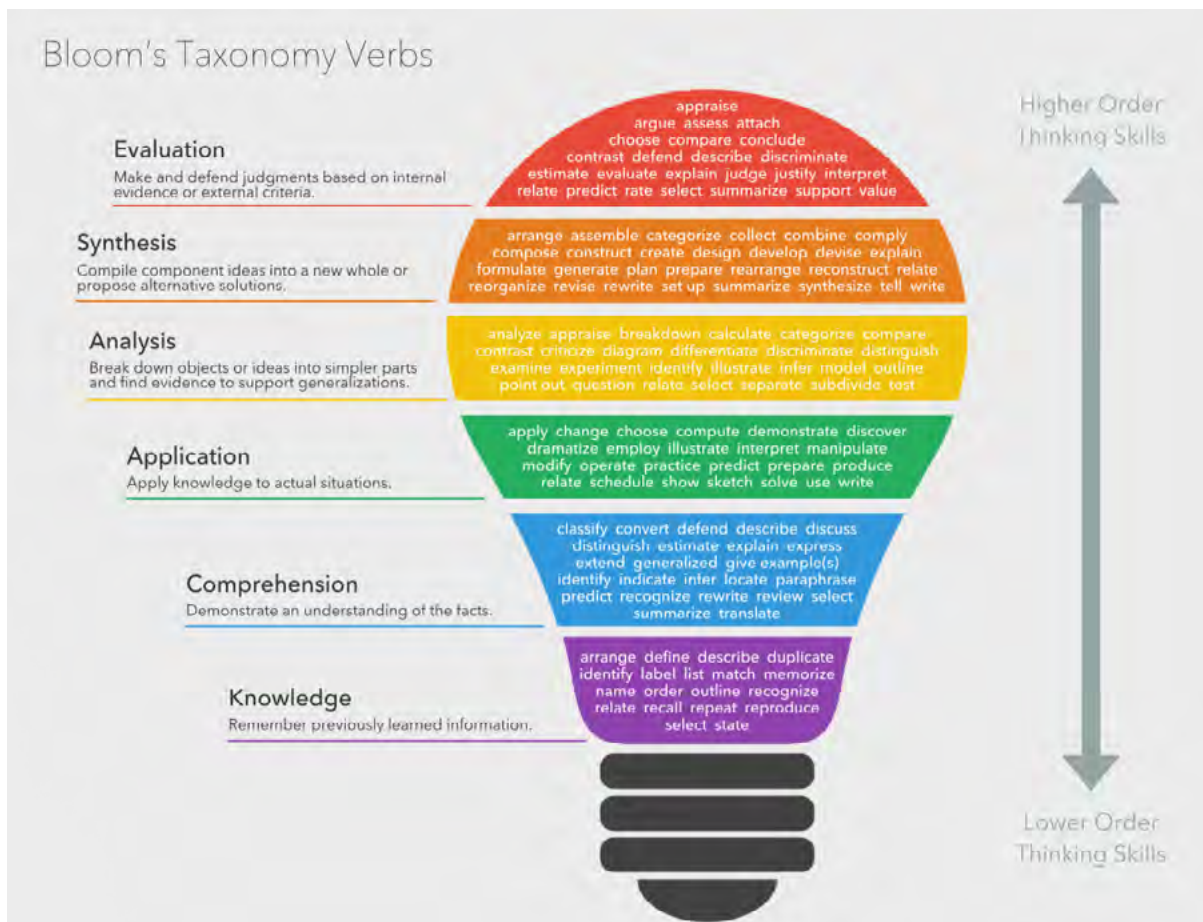 Bloom's Taxonomy Verbs
Higher Order
Thinking Skills
Evaluation
Make and defend judgments based on internal
evidence or external criteria.
appraise
argue assess attach
choose compare conclude
contrast defend describe discriminate
estimate evaluate explain judge justify interpret
relate predict rate select summarize support value
Synthesis
Compile component ideas into a new whole or
propose alternative solutions.
arrange assemble categorize collect combine comply
compose construct create design develop devise explain
formulate generate plan prepare rearrange reconstruct relate
reorganize revise rewrite set up summarize synthesize tell write
Analysis
Break down objects or ideas into simpler parts
and find evidence to support generalizations.
analyze appraise breakdown calculate categorize compare
contrast criticize diagram differentiate discriminate distinguish
examine experiment identify illustrate infer model outline
point out question relate select separate subdivide test
Application
Apply knowledge to actual situations.
apply change choose compute demonstrate discover
dramatize employ illustrate interpret manipulate
modify operate practice predict prepare produce
relate schedule show sketch solve use write
Comprehension
Demonstrate an understanding of the facts.
classify convert defend describe discuss
distinguish estimate explain express
extend generalized give example(s)
identify indicate infer locate paraphrase
predict recognize rewrite review select
summarize translate
Knowledge
Remember previously learned information.
arrange define describe duplicate
identify label list match memorize
name order outline recognize
relate recall repeat reproduce
select state
Lower Order
Thinking Skills